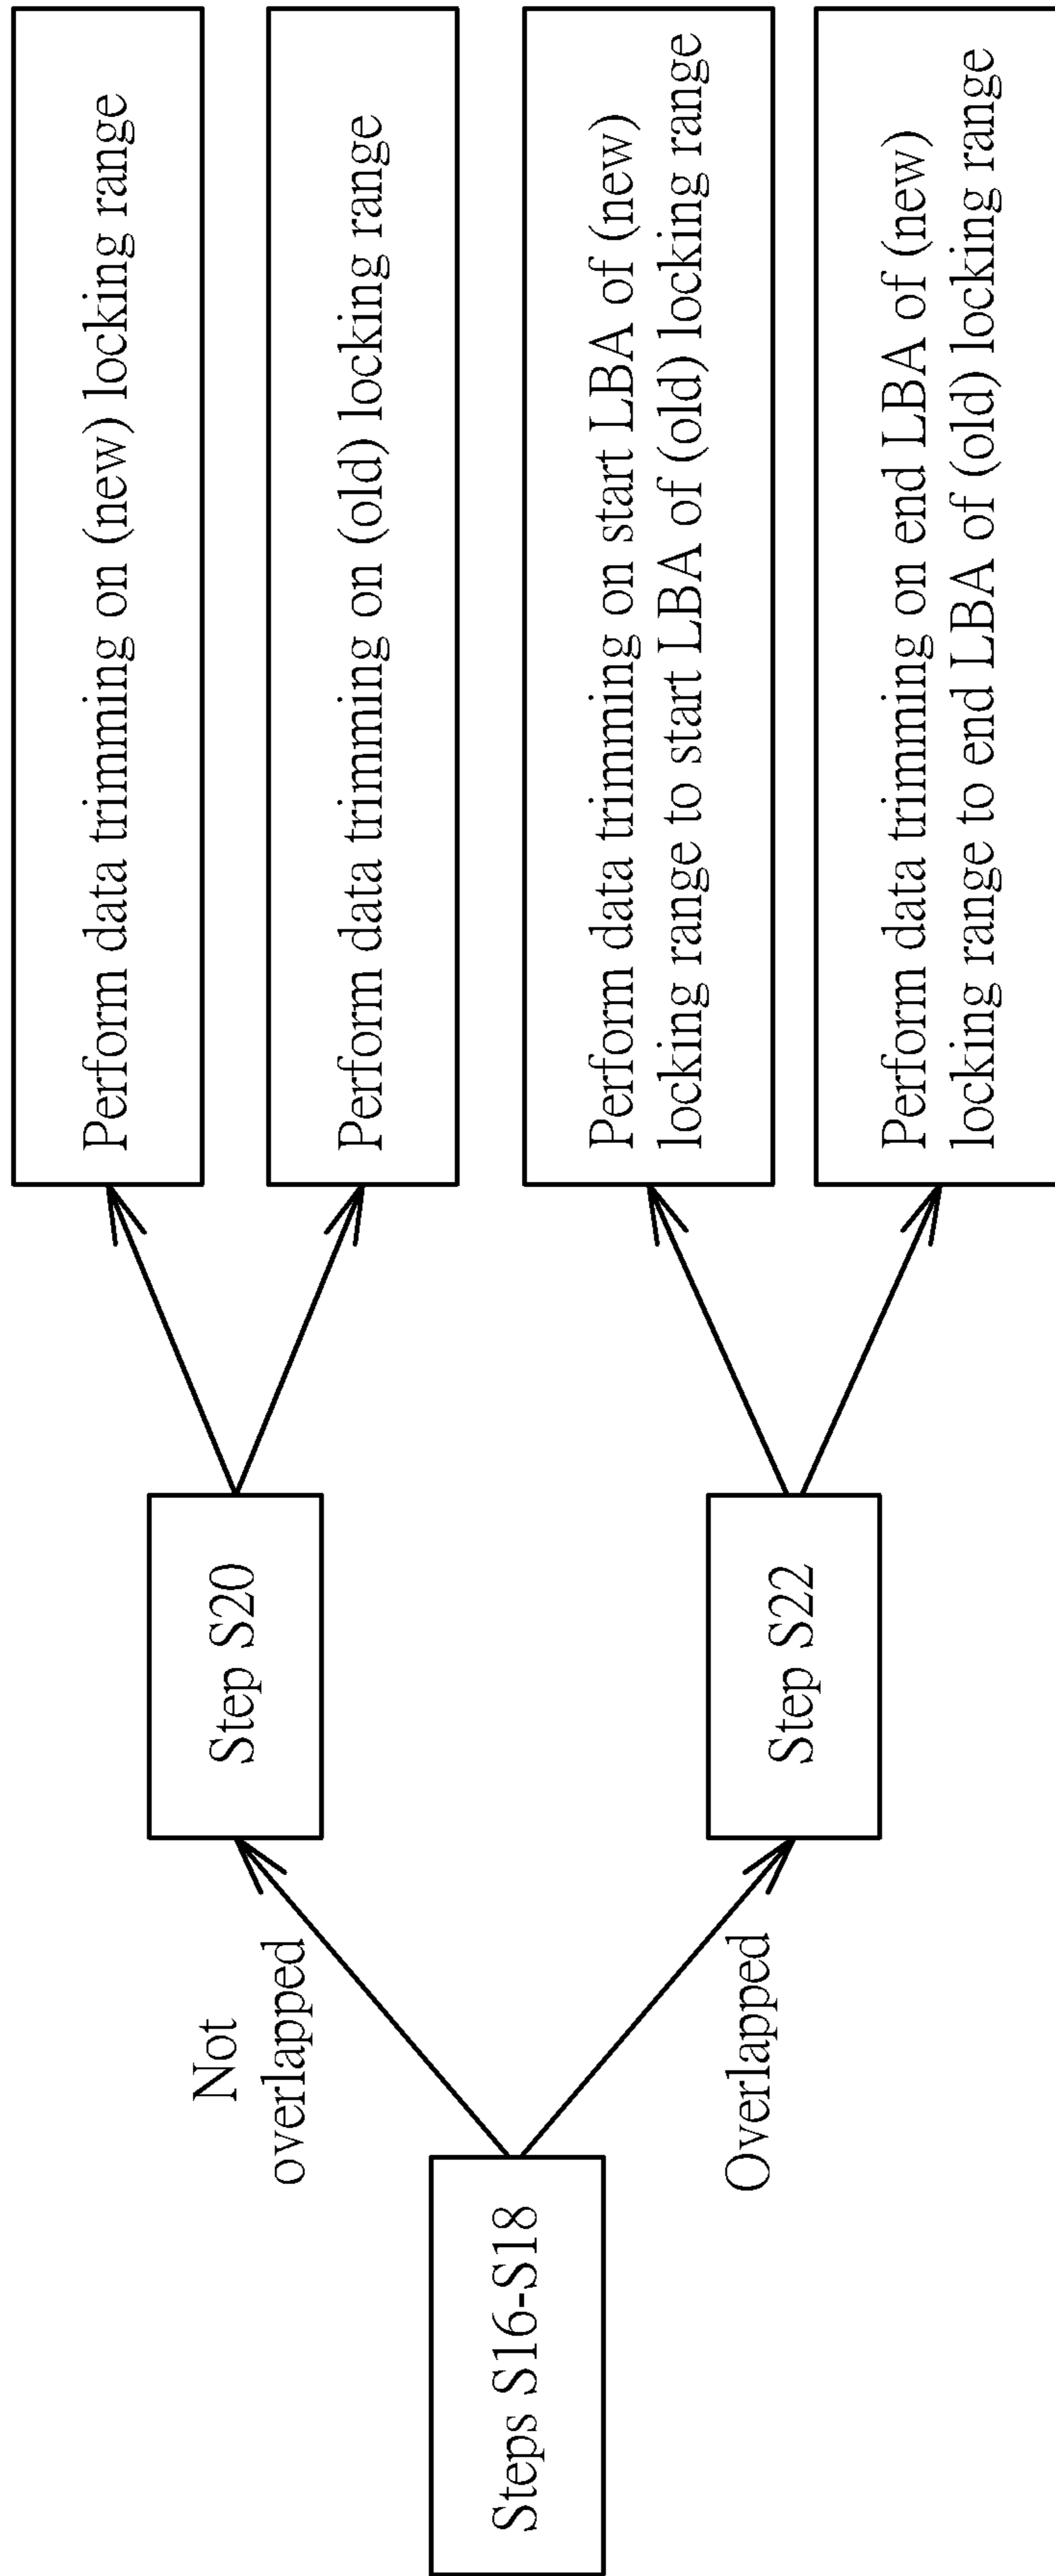 Steps S16-S18
Not
overlapped
Overlapped
Step S20
Step S22
Perform data trimming on (new) locking range
Perform data trimming on (old) locking range
Perform data trimming on start LBA of (new)
locking range to start LBA of (old) locking range
Perform data trimming on end LBA of (new)
locking range to end LBA of (old) locking range